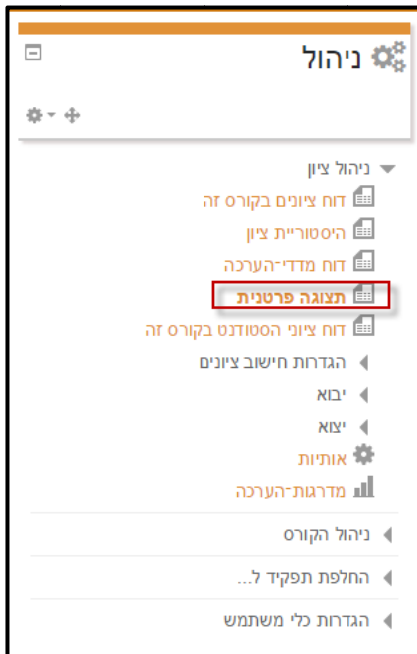 ניהול
ניהול ציון
דוח ציונים בקורס זה
היסטוריית ציון
דוח מדדי-הערכה
תצוגה פרטנית
דוח ציוני הסטודנט בקורס זה
הגדרות חישוב ציונים
יבוא
יצוא
אותיות
מדרגות-הערכה
ניהול הקורס
החלפת תפקיד ל...
הגדרות כלי משתמש